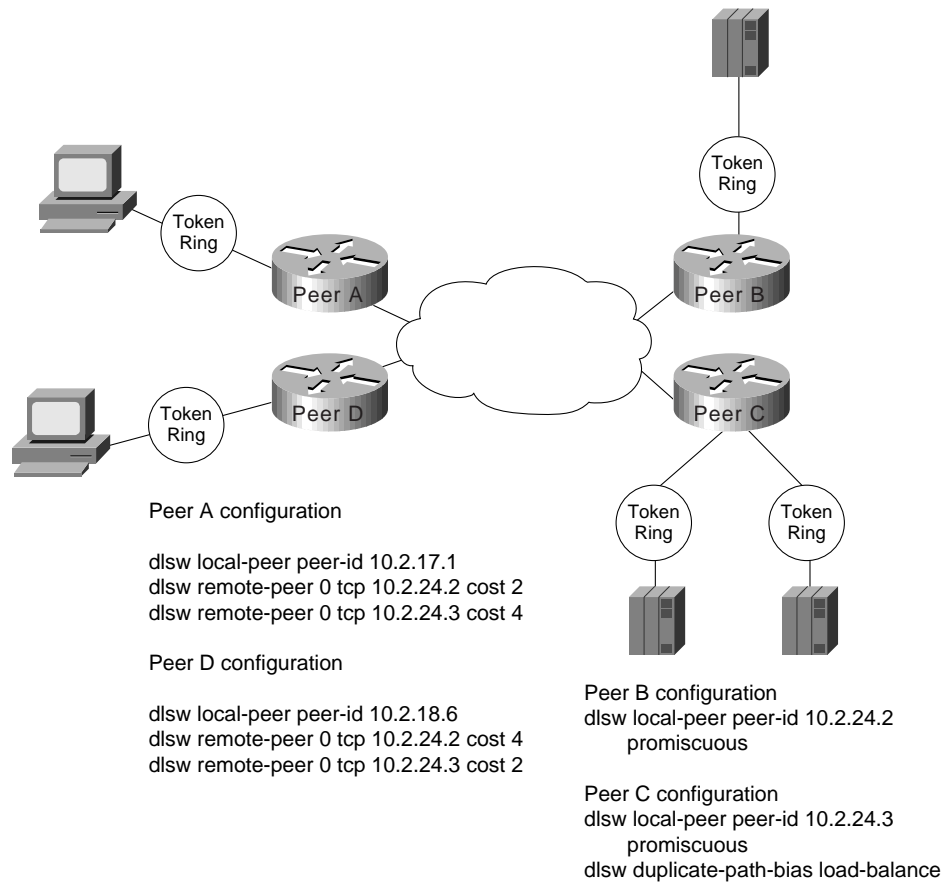 Token
Ring
Token
Ring
Peer A
Peer B
Token
Ring
Peer D
Peer C
Token
Ring
Token
Ring
Peer A configuration
dlsw local-peer peer-id 10.2.17.1
dlsw remote-peer 0 tcp 10.2.24.2 cost 2
dlsw remote-peer 0 tcp 10.2.24.3 cost 4
Peer D configuration
dlsw local-peer peer-id 10.2.18.6
dlsw remote-peer 0 tcp 10.2.24.2 cost 4
dlsw remote-peer 0 tcp 10.2.24.3 cost 2
Peer B configuration
dlsw local-peer peer-id 10.2.24.2
promiscuous
Peer C configuration
dlsw local-peer peer-id 10.2.24.3
promiscuous
dlsw duplicate-path-bias load-balance